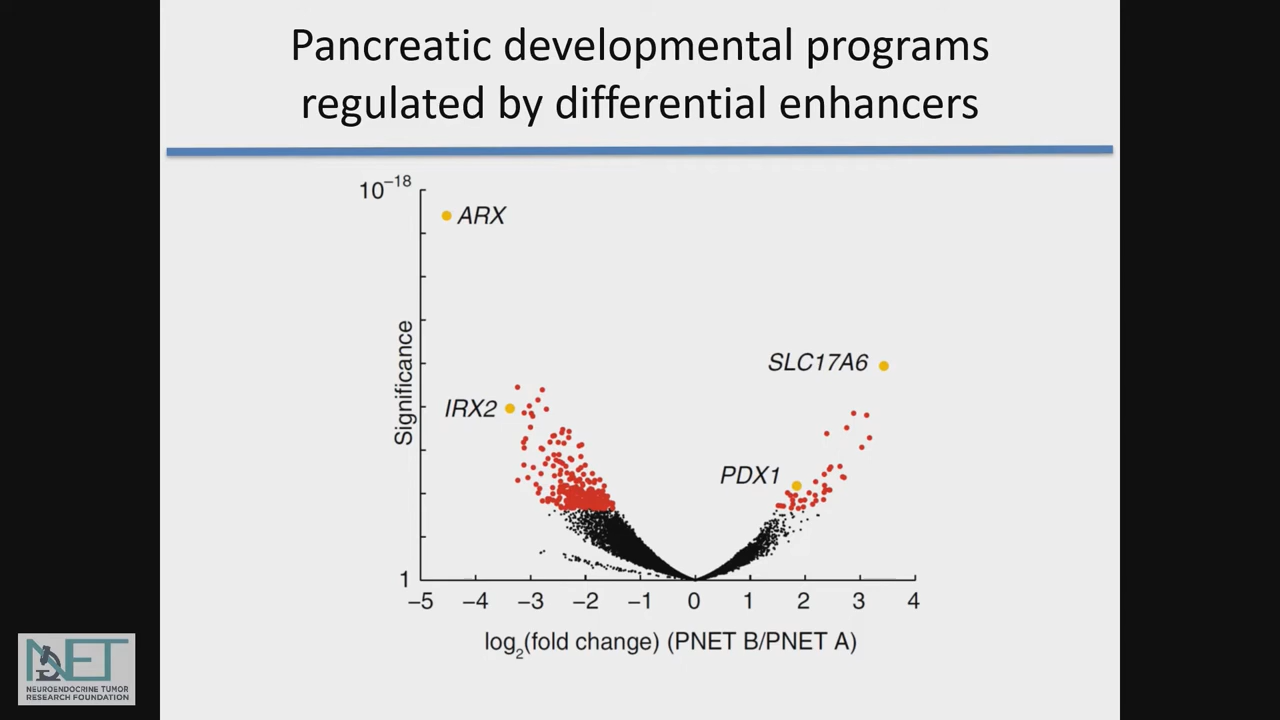 Pancreatic developmental programs
regulated by differential enhancers
10⁻¹⁸
ARX
Significance
SLC17A6
IRX2
PDX1
1
−5 −4 −3 −2 −1 0 1 2 3 4
log₂(fold change) (PNET B/PNET A)
NET
NEUROENDOCRINE TUMOR
RESEARCH FOUNDATION